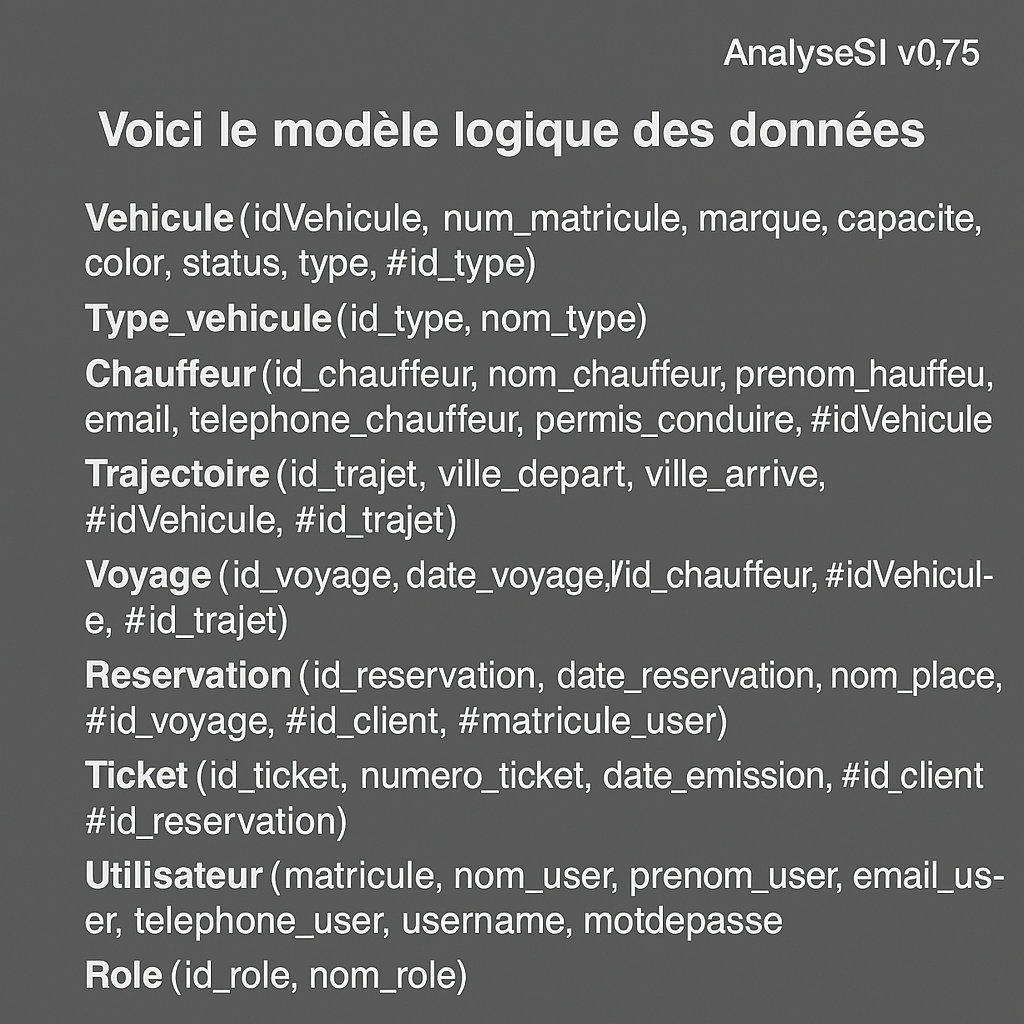 AnalyseSI v0,75
Voici le modèle logique des données
Vehicule (idVehicule, num_matricule, marque, capacite,
color, status, type, #id_type)
Type_vehicule (id_type, nom_type)
Chauffeur (id_chauffeur, nom_chauffeur, prenom_hauffeu,
email, telephone_chauffeur, permis_conduire, #idVehicule
Trajectoire (id_trajet, ville_depart, ville_arrive,
#idVehicule, #id_trajet)
Voyage (id_voyage, date_voyage,l/id_chauffeur, #idVehicul-
e, #id_trajet)
Reservation (id_reservation, date_reservation, nom_place,
#id_voyage, #id_client, #matricule_user)
Ticket (id_ticket, numero_ticket, date_emission, #id_client
#id_reservation)
Utilisateur (matricule, nom_user, prenom_user, email_us-
er, telephone_user, username, motdepasse
Role (id_role, nom_role)